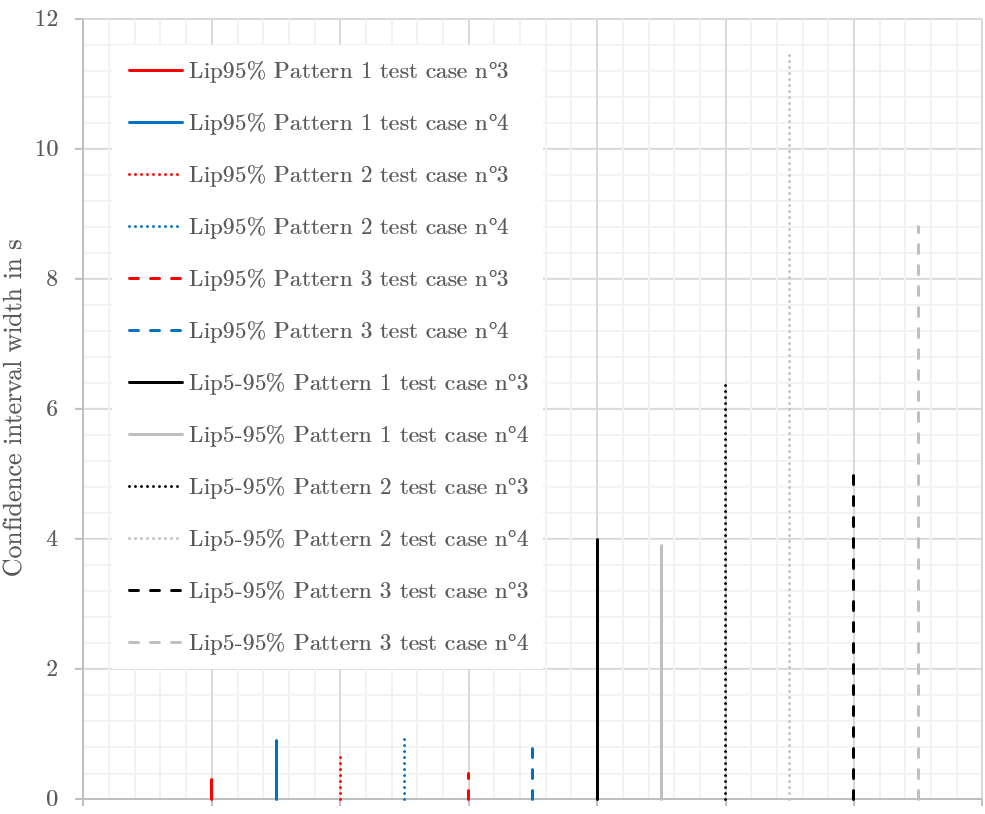 12
10
8
6
4
2
0
Confidence interval width in s
Lip95% Pattern 1 test case n°3
Lip95% Pattern 1 test case n°4
Lip95% Pattern 2 test case n°3
Lip95% Pattern 2 test case n°4
Lip95% Pattern 3 test case n°3
Lip95% Pattern 3 test case n°4
Lip5-95% Pattern 1 test case n°3
Lip5-95% Pattern 1 test case n°4
Lip5-95% Pattern 2 test case n°3
Lip5-95% Pattern 2 test case n°4
Lip5-95% Pattern 3 test case n°3
Lip5-95% Pattern 3 test case n°4